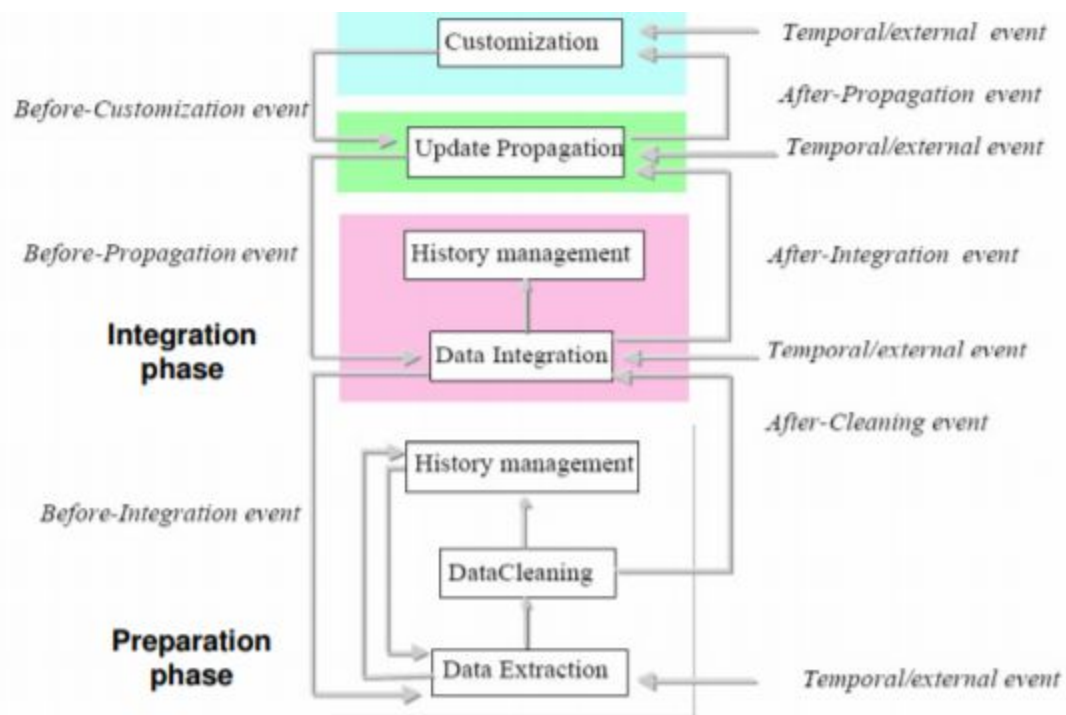 Customization
Temporal/external event
After-Propagation event
Before-Customization event
Update Propagation
Temporal/external event
Before-Propagation event
History management
After-Integration event
Integration
phase
Data Integration
Temporal/external event
After-Cleaning event
History management
Before-Integration event
DataCleaning
Preparation
phase
Data Extraction
Temporal/external event